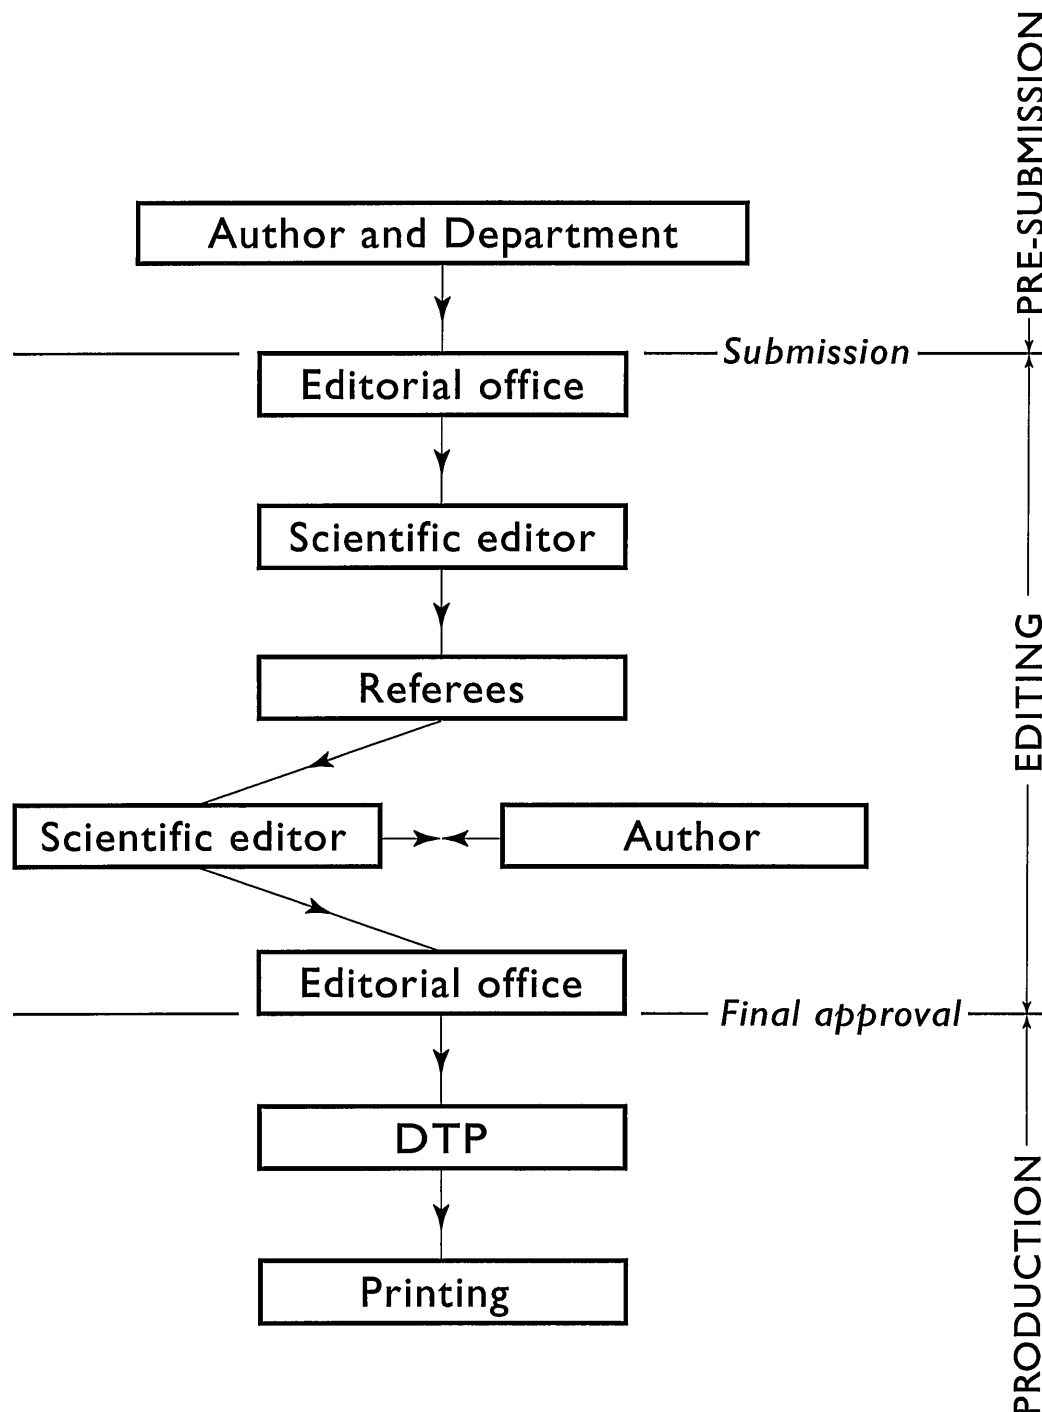 PRE-SUBMISSION
Author and Department
Submission
Editorial office
Scientific editor
EDITING
Referees
Scientific editor
Author
Editorial office
Final approval
DTP
PRODUCTION
Printing